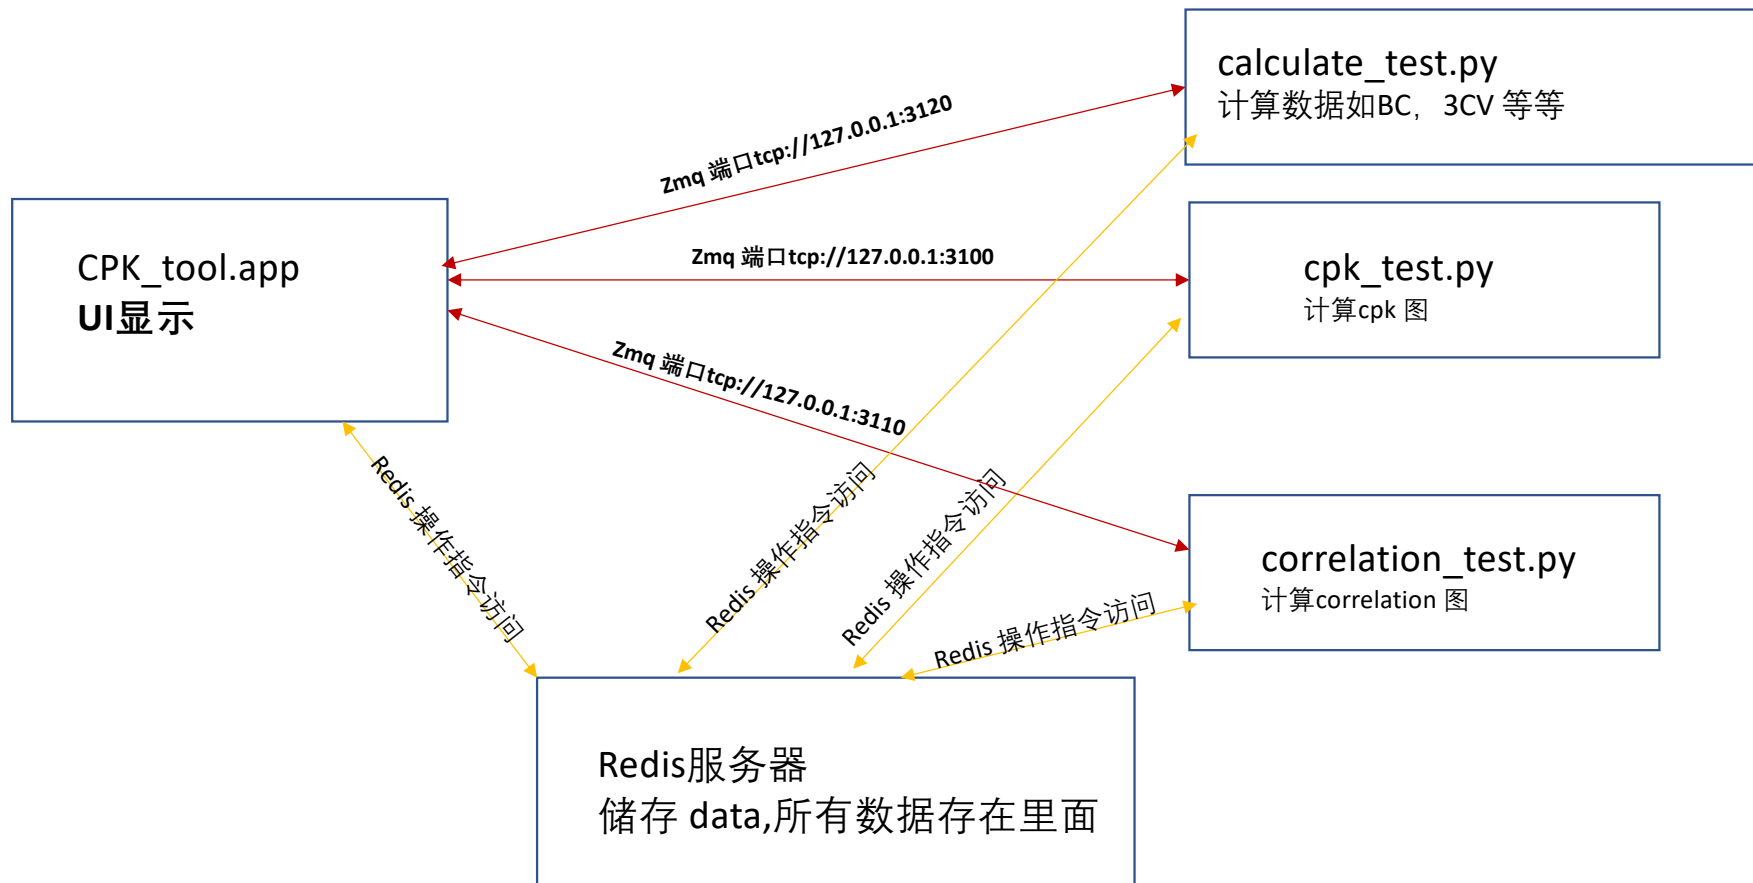 calculate_test.py
计算数据如BC，3CV 等等
Zmq 端口tcp://127.0.0.1:3120
CPK_tool.app
UI显示
Zmq 端口tcp://127.0.0.1:3100
cpk_test.py
计算cpk 图
Zmq 端口tcp://127.0.0.1:3110
Redis 操作指令访问
Redis 操作指令访问
Redis 操作指令访问
correlation_test.py
计算correlation 图
Redis 操作指令访问
Redis服务器
储存 data,所有数据存在里面